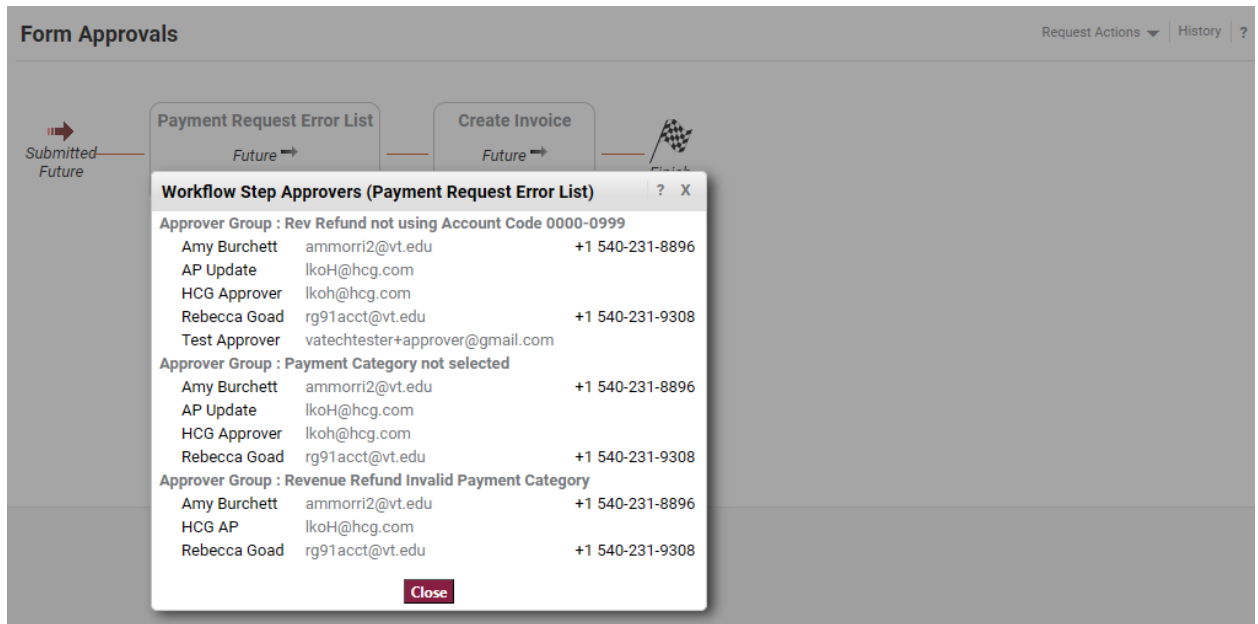 Form Approvals
Request Actions History ?
Payment Request Error List Create Invoice
Submitted Future Future
Future Finish
Workflow Step Approvers (Payment Request Error List) ? X
Approver Group : Rev Refund not using Account Code 0000-0999
Amy Burchett ammorri2@vt.edu +1 540-231-8896
AP Update lkoH@hcg.com
HCG Approver lkoh@hcg.com
Rebecca Goad rg91acct@vt.edu +1 540-231-9308
Test Approver vatechtester+approver@gmail.com
Approver Group : Payment Category not selected
Amy Burchett ammorri2@vt.edu +1 540-231-8896
AP Update lkoH@hcg.com
HCG Approver lkoh@hcg.com
Rebecca Goad rg91acct@vt.edu +1 540-231-9308
Approver Group : Revenue Refund Invalid Payment Category
Amy Burchett ammorri2@vt.edu +1 540-231-8896
HCG AP lkoH@hcg.com
Rebecca Goad rg91acct@vt.edu +1 540-231-9308
Close